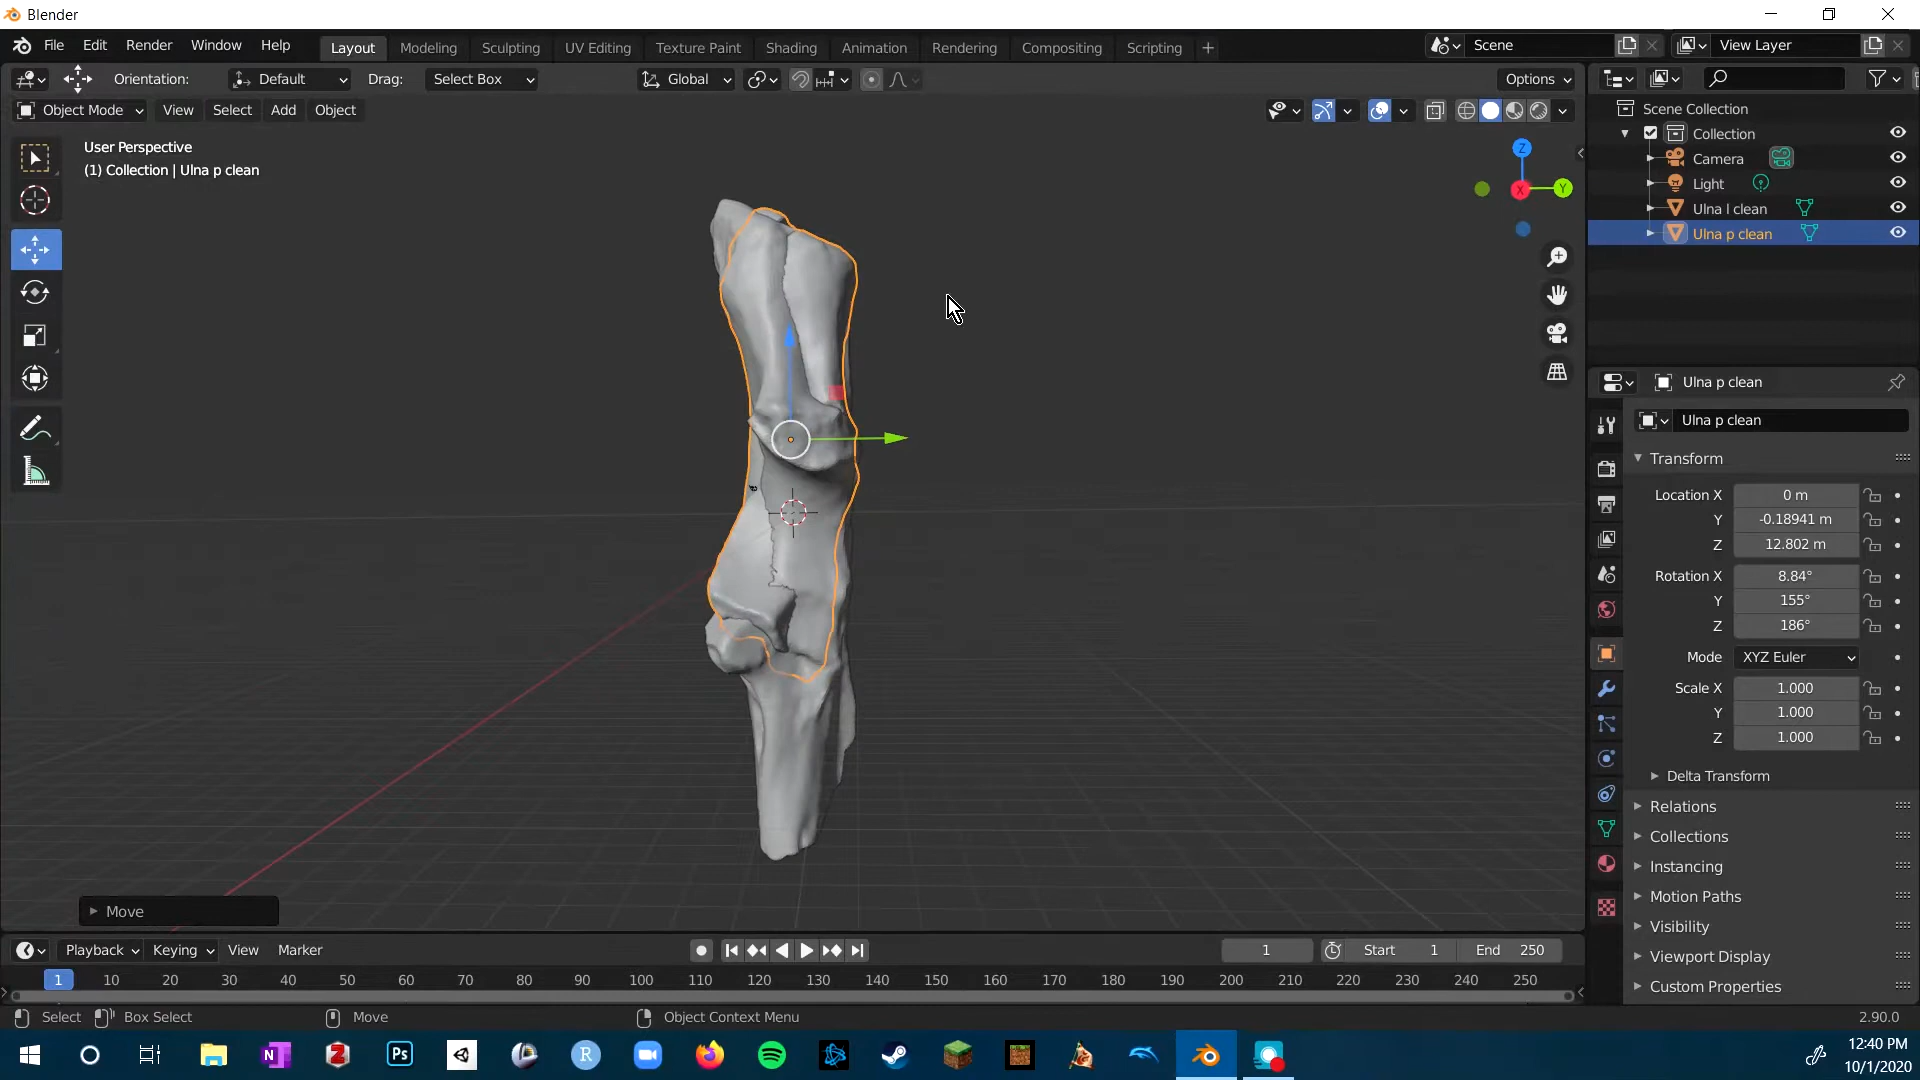 Blender
File Edit Render Window Help Layout Modeling Sculpting UV Editing Texture Paint Shading Animation Rendering Compositing Scripting + Scene View Layer
Orientation: Default Drag: Select Box Global Options
Object Mode View Select Add Object
User Perspective
(1) Collection | Ulna p clean
Z
Y
X
Scene Collection
Collection
Camera
Light
Ulna l clean
Ulna p clean
Ulna p clean
Ulna p clean
Transform
Location X 0 m
Y -0.18941 m
Z 12.802 m
Rotation X 8.84°
Y 155°
Z 186°
Mode XYZ Euler
Scale X 1.000
Y 1.000
Z 1.000
Delta Transform
Relations
Collections
Instancing
Motion Paths
Visibility
Viewport Display
Custom Properties
Move
Playback Keying View Marker 1 Start 1 End 250
1 10 20 30 40 50 60 70 80 90 100 110 120 130 140 150 160 170 180 190 200 210 220 230 240 250
Select Box Select Move Object Context Menu 2.90.0
N Z Ps R
12:40 PM
10/1/2020